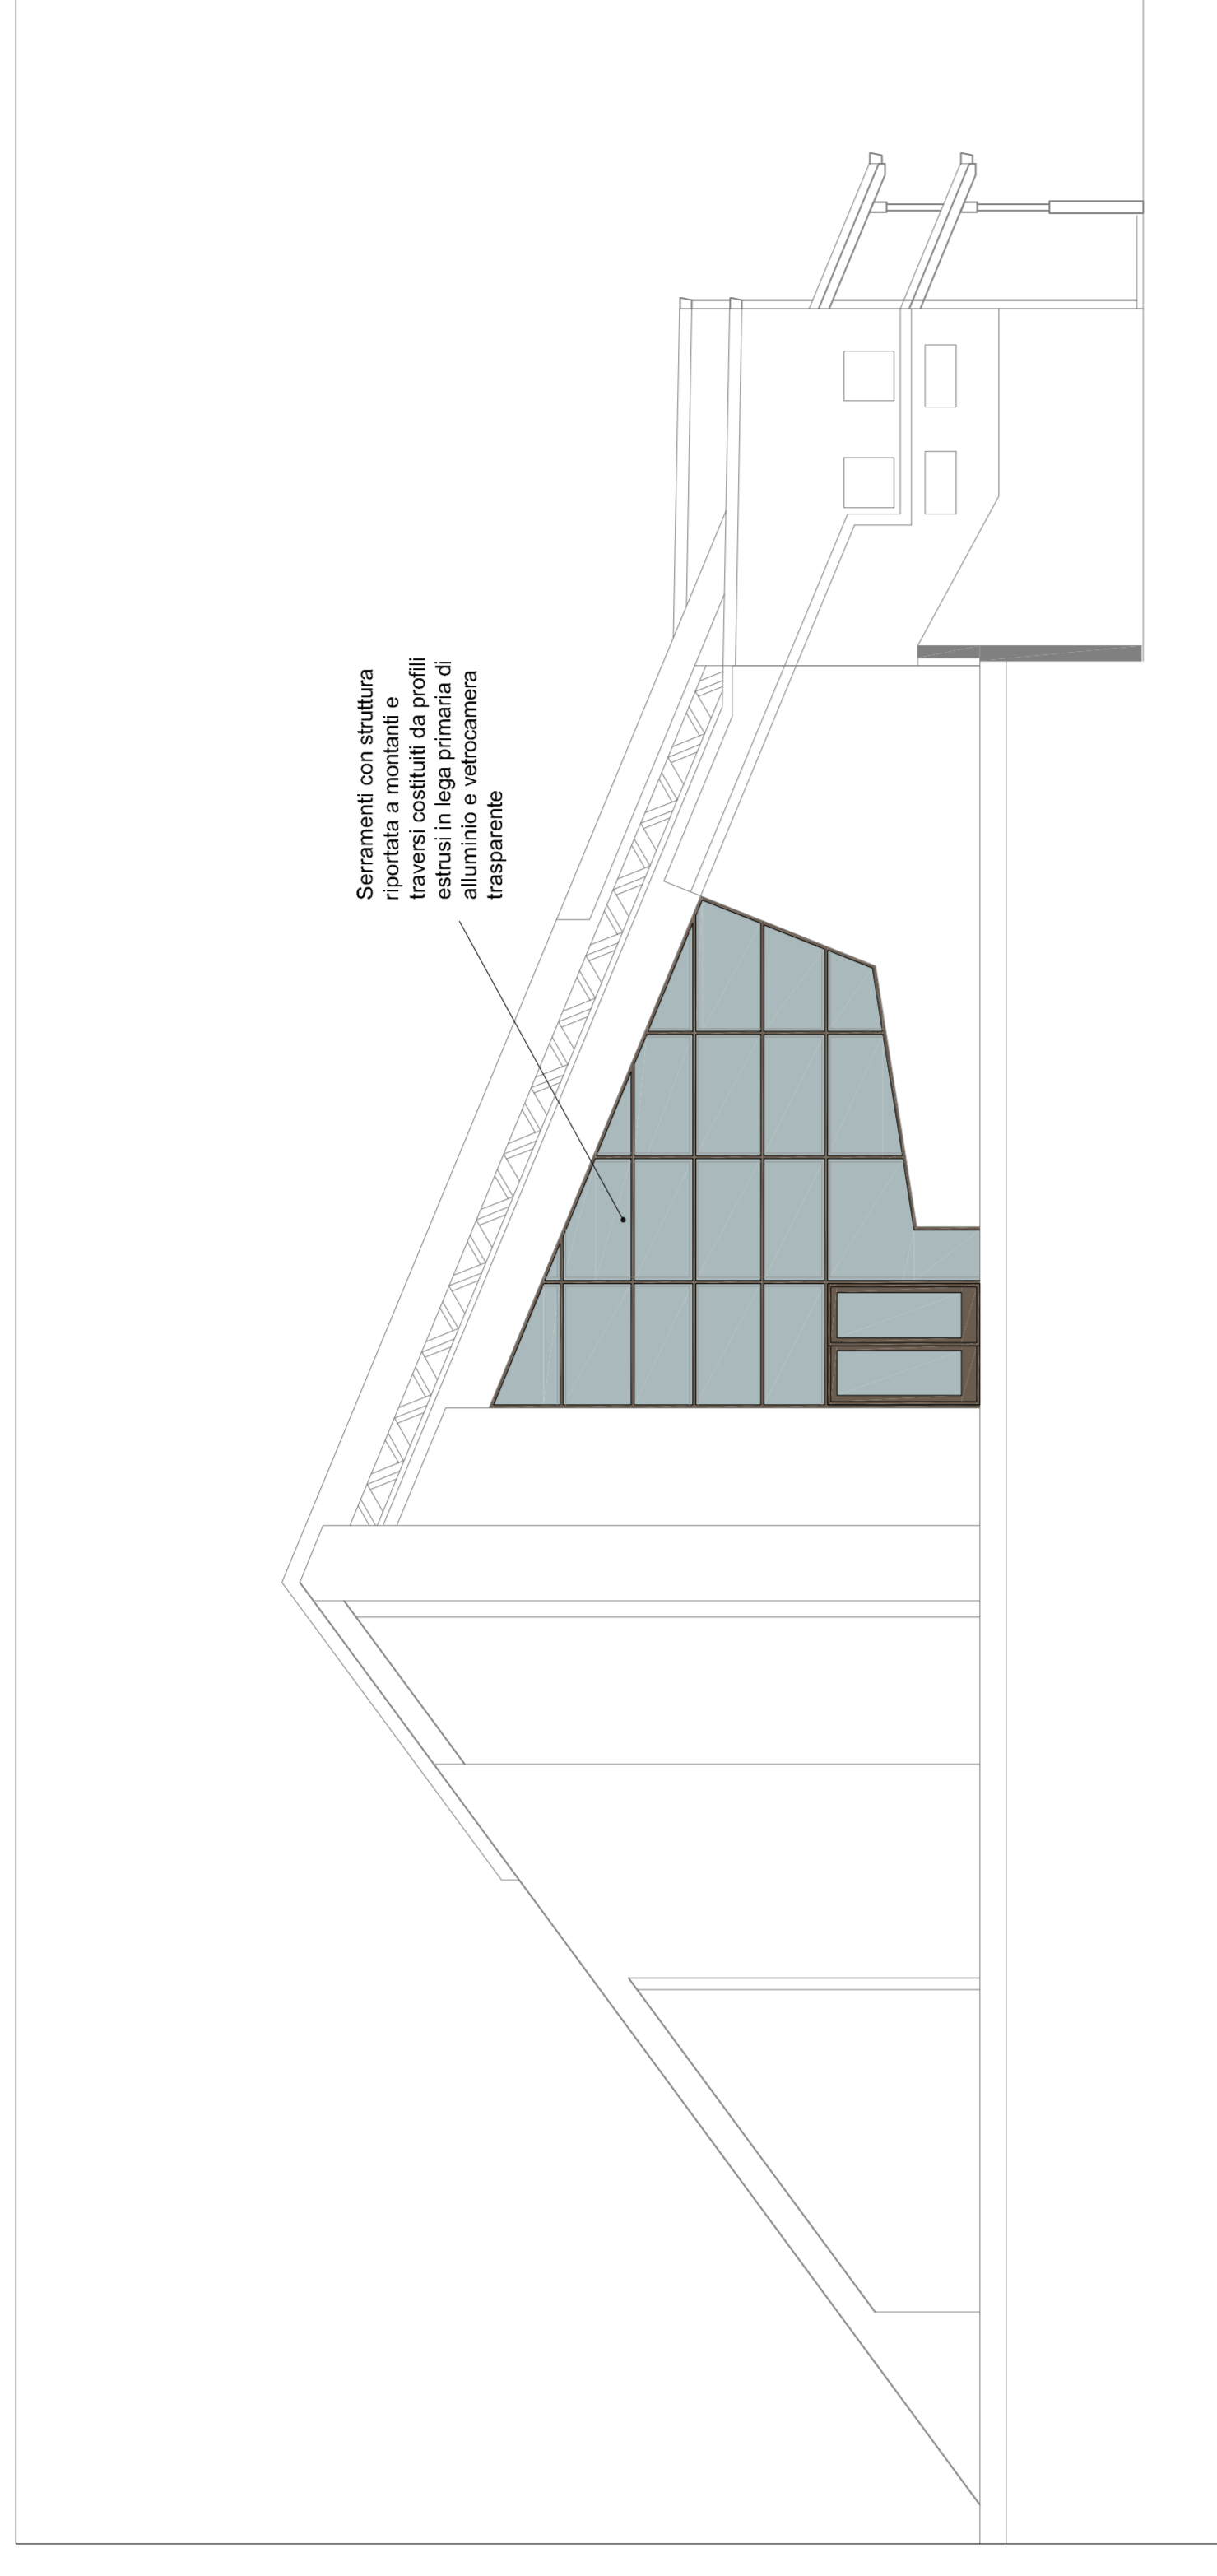 Serramenti con struttura
riportata a montanti e
traversi costituiti da profili
estrusi in lega primaria di
alluminio e vetrocamera
trasparente